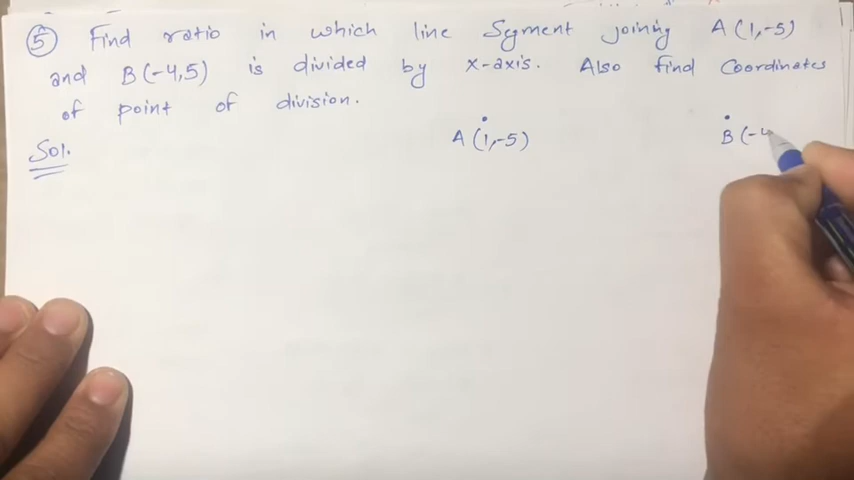 ⑤ Find ratio in which line Segment joining A(1,-5)
and B(-4,5) is divided by x-axis. Also find Coordinates
of point of division.
Sol.
A (1,-5) B (-4